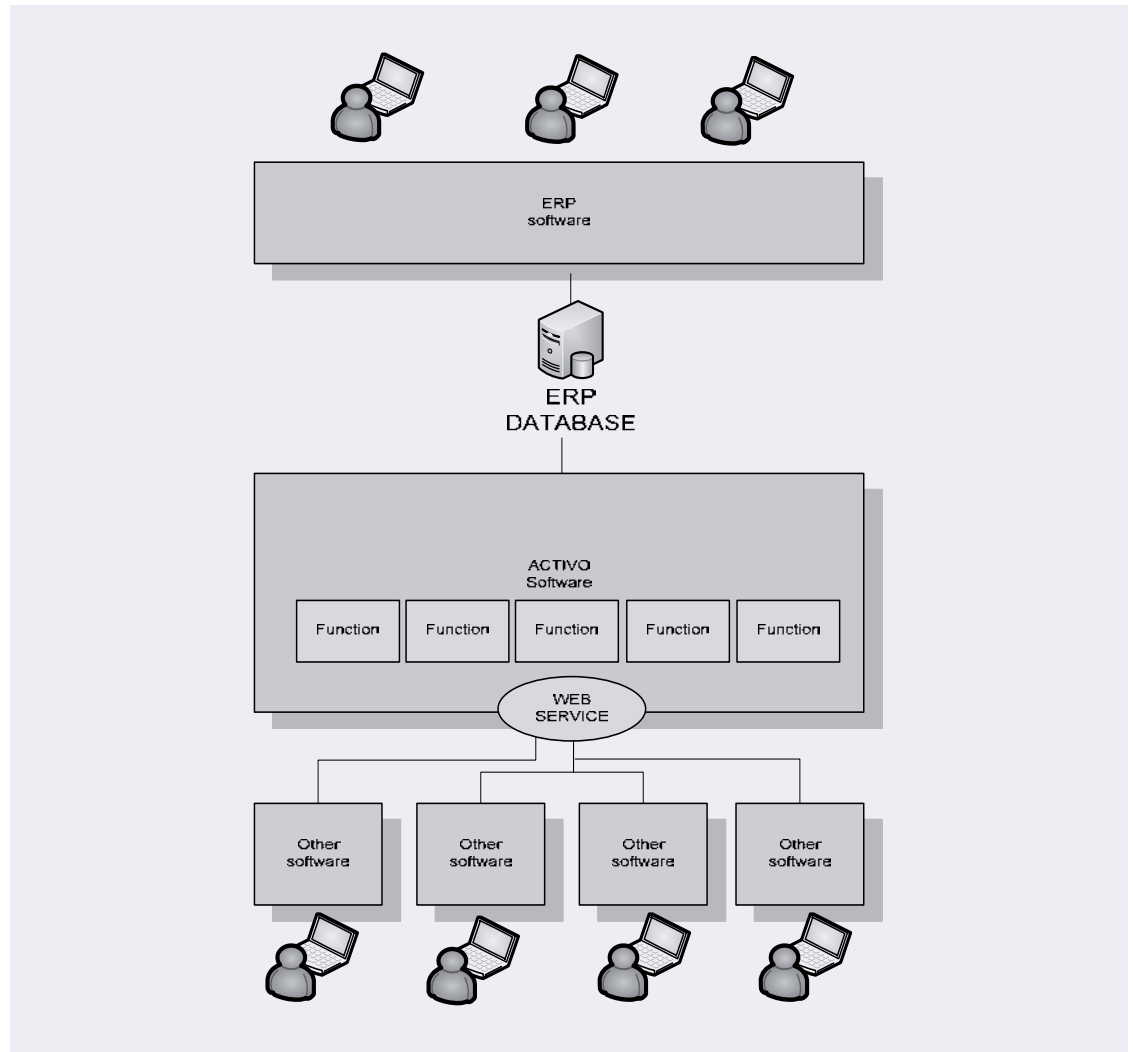 ERP
software
ERP
DATABASE
ACTIVO
Software
Function Function Function Function Function
WEB
SERVICE
Other Other Other Other
software software software software